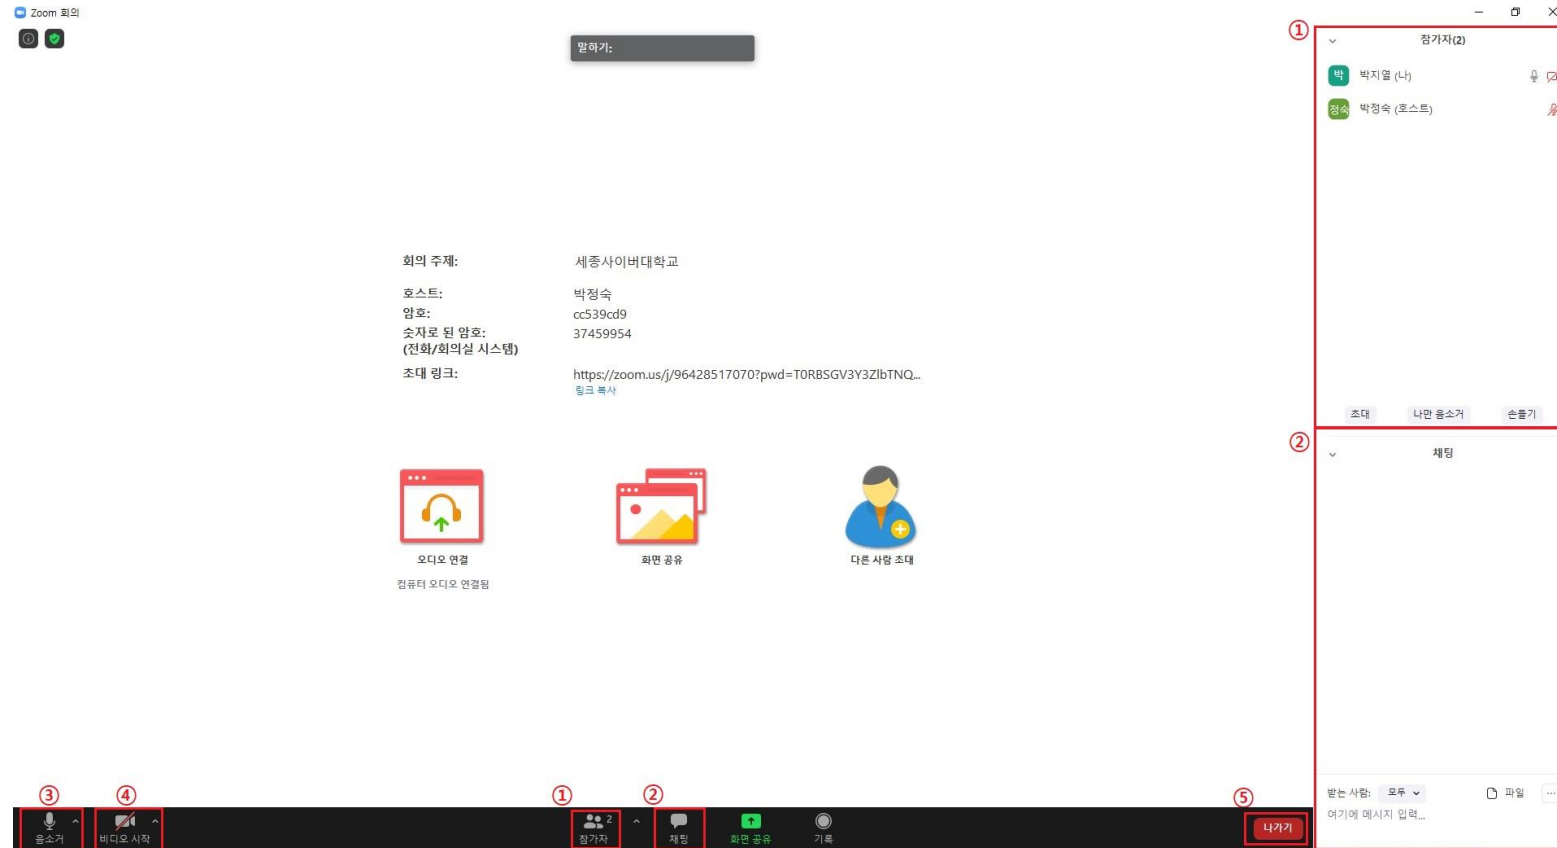 Zoom 회의
말하기:
①
참가자(2)
박 박지열 (나)
정숙 박정숙 (호스트)
회의 주제: 세종사이버대학교
호스트: 박정숙
암호: cc539cd9
숫자로 된 암호: 37459954
(전화/회의실 시스템)
초대 링크: https://zoom.us/j/96428517070?pwd=T0RBSGV3Y3ZlbTNQ...
링크 복사
초대 나만 음소거 손들기
②
채팅
오디오 연결 화면 공유 다른 사람 초대
컴퓨터 오디오 연결됨
받는 사람: 모두 파일 ...
여기에 메시지 입력...
③ ④ ① ② ⑤
2
음소거 비디오 시작 참가자 채팅 화면 공유 기록 나가기